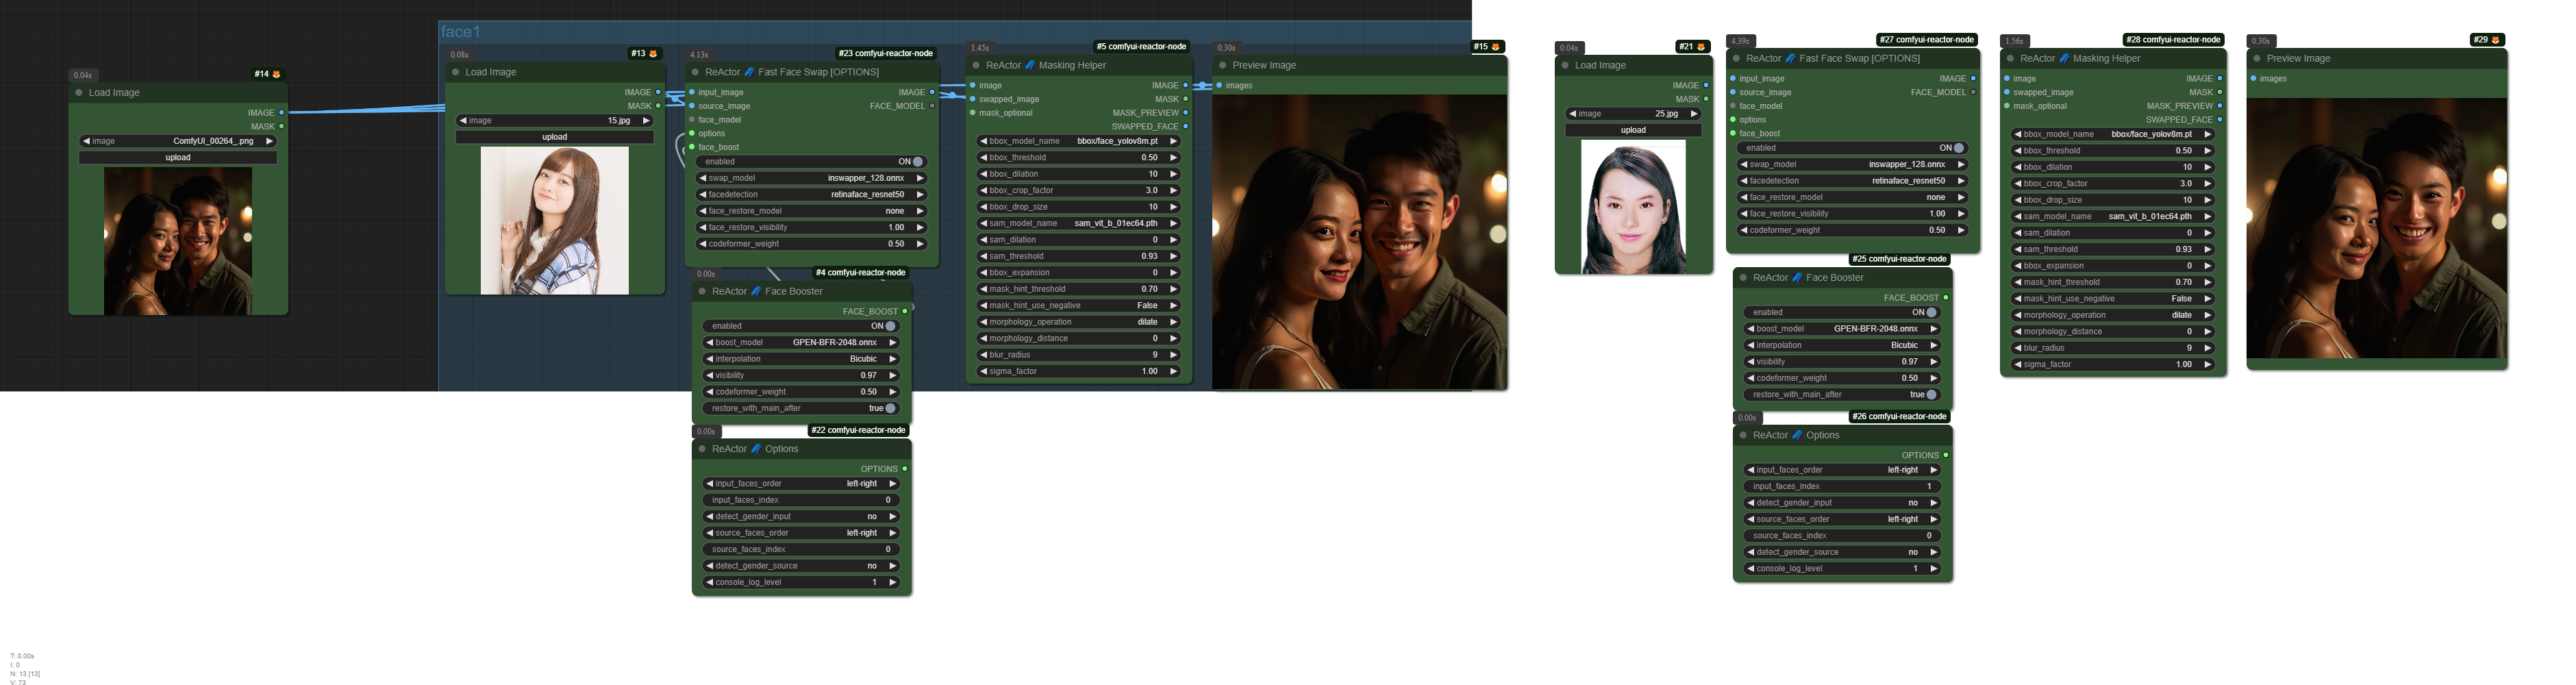 face1
0.04s
#14
Load Image
IMAGE
MASK
image ComfyUI_00264_.png
upload
0.08s
#13
Load Image
IMAGE
MASK
image 15.jpg
upload
4.13s
#23 comfyui-reactor-node
ReActor Fast Face Swap [OPTIONS]
input_image IMAGE
source_image FACE_MODEL
face_model
options
face_boost
enabled ON
swap_model inswapper_128.onnx
facedetection retinaface_resnet50
face_restore_model none
face_restore_visibility 1.00
codeformer_weight 0.50
0.00s
#4 comfyui-reactor-node
ReActor Face Booster
FACE_BOOST
enabled ON
boost_model GPEN-BFR-2048.onnx
interpolation Bicubic
visibility 0.97
codeformer_weight 0.50
restore_with_main_after true
0.00s
#22 comfyui-reactor-node
ReActor Options
OPTIONS
input_faces_order left-right
input_faces_index 0
detect_gender_input no
source_faces_order left-right
source_faces_index 0
detect_gender_source no
console_log_level 1
1.45s
#5 comfyui-reactor-node
ReActor Masking Helper
image IMAGE
swapped_image MASK
mask_optional MASK_PREVIEW
SWAPPED_FACE
bbox_model_name bbox/face_yolov8m.pt
bbox_threshold 0.50
bbox_dilation 10
bbox_crop_factor 3.0
bbox_drop_size 10
sam_model_name sam_vit_b_01ec64.pth
sam_dilation 0
sam_threshold 0.93
bbox_expansion 0
mask_hint_threshold 0.70
mask_hint_use_negative False
morphology_operation dilate
morphology_distance 0
blur_radius 9
sigma_factor 1.00
0.30s
#15
Preview Image
images
0.04s
#21
Load Image
IMAGE
MASK
image 25.jpg
upload
4.39s
#27 comfyui-reactor-node
ReActor Fast Face Swap [OPTIONS]
input_image IMAGE
source_image FACE_MODEL
face_model
options
face_boost
enabled ON
swap_model inswapper_128.onnx
facedetection retinaface_resnet50
face_restore_model none
face_restore_visibility 1.00
codeformer_weight 0.50
#25 comfyui-reactor-node
ReActor Face Booster
FACE_BOOST
enabled ON
boost_model GPEN-BFR-2048.onnx
interpolation Bicubic
visibility 0.97
codeformer_weight 0.50
restore_with_main_after true
0.00s
#26 comfyui-reactor-node
ReActor Options
OPTIONS
input_faces_order left-right
input_faces_index 1
detect_gender_input no
source_faces_order left-right
source_faces_index 0
detect_gender_source no
console_log_level 1
1.56s
#28 comfyui-reactor-node
ReActor Masking Helper
image IMAGE
swapped_image MASK
mask_optional MASK_PREVIEW
SWAPPED_FACE
bbox_model_name bbox/face_yolov8m.pt
bbox_threshold 0.50
bbox_dilation 10
bbox_crop_factor 3.0
bbox_drop_size 10
sam_model_name sam_vit_b_01ec64.pth
sam_dilation 0
sam_threshold 0.93
bbox_expansion 0
mask_hint_threshold 0.70
mask_hint_use_negative False
morphology_operation dilate
morphology_distance 0
blur_radius 9
sigma_factor 1.00
0.30s
#29
Preview Image
images
T: 0.00s
I: 0
N: 13 [13]
V: 73